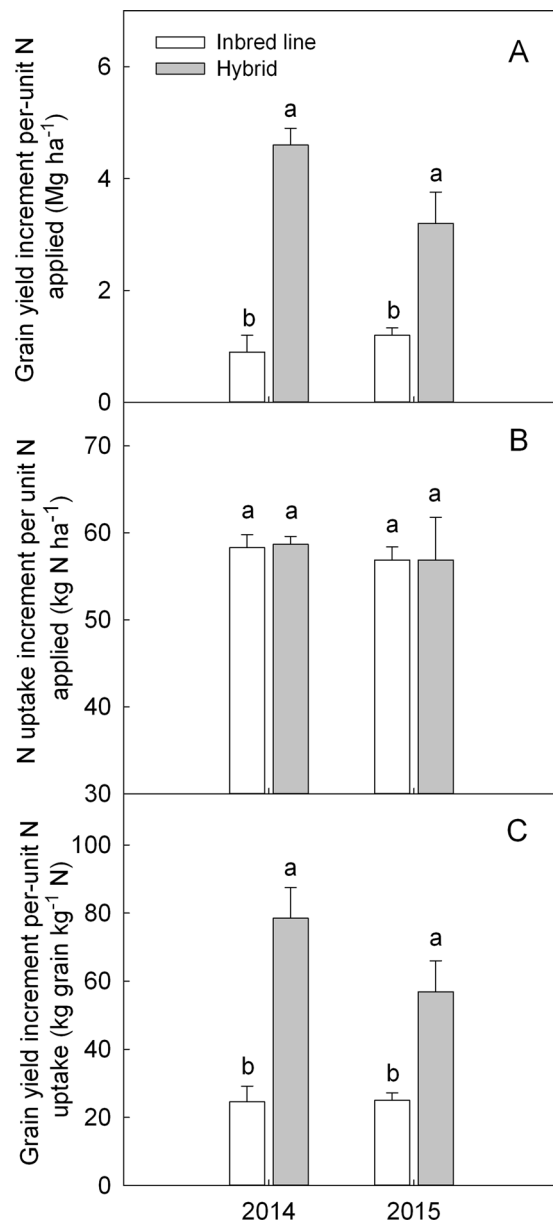 Inbred line
Hybrid
A
Grain yield increment per-unit N
applied (Mg ha⁻¹)
6
4
2
0
b
a
b
a
B
N uptake increment per unit N
applied (kg N ha⁻¹)
70
60
50
40
30
a
a
a
a
C
Grain yield increment per-unit N
uptake (kg grain kg⁻¹ N)
100
80
60
40
20
0
b
a
b
a
2014
2015